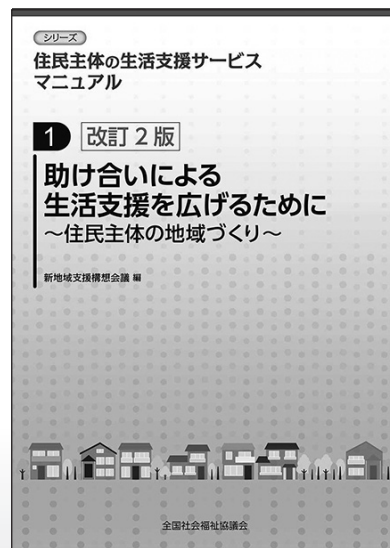 シリーズ
住民主体の生活支援サービス
マニュアル
1 改訂2版
助け合いによる
生活支援を広げるために
～住民主体の地域づくり～
新地域支援構想会議 編
全国社会福祉協議会